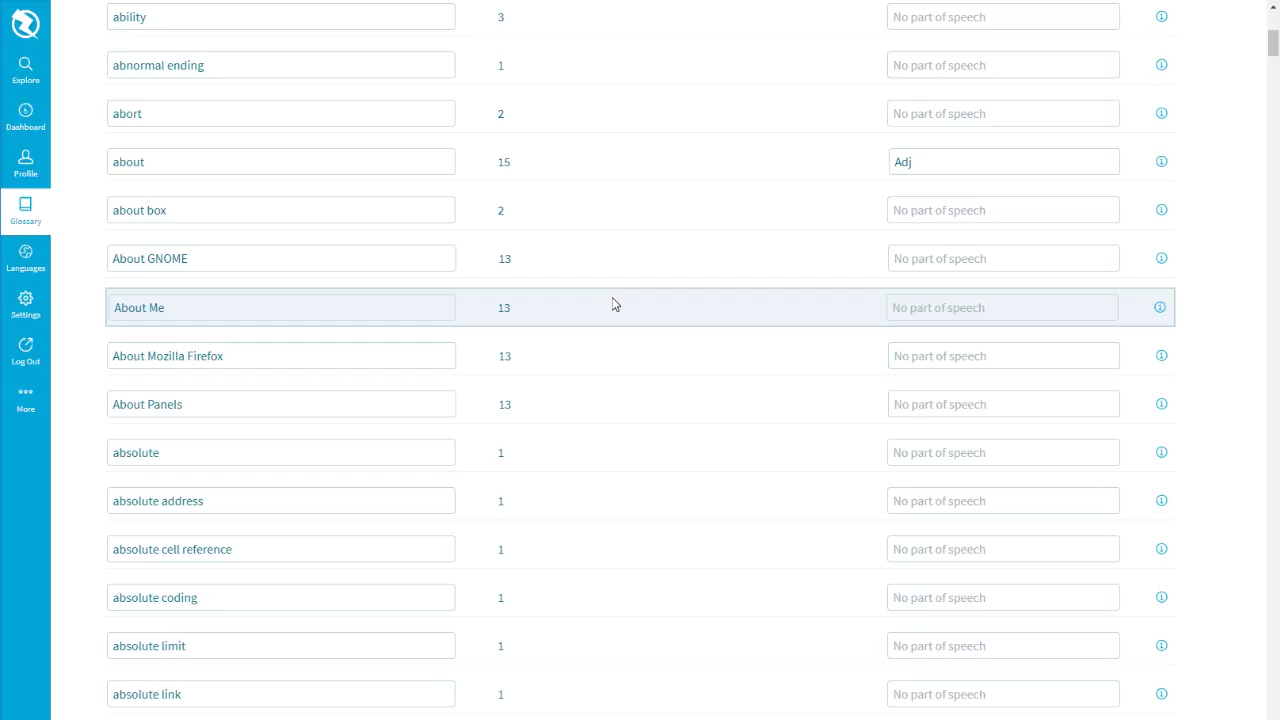 ability 3 No part of speech
Explore abnormal ending 1 No part of speech
Dashboard abort 2 No part of speech
Profile about 15 Adj
Glossary about box 2 No part of speech
Languages About GNOME 13 No part of speech
Settings About Me 13 No part of speech
Log Out About Mozilla Firefox 13 No part of speech
More About Panels 13 No part of speech
absolute 1 No part of speech
absolute address 1 No part of speech
absolute cell reference 1 No part of speech
absolute coding 1 No part of speech
absolute limit 1 No part of speech
absolute link 1 No part of speech